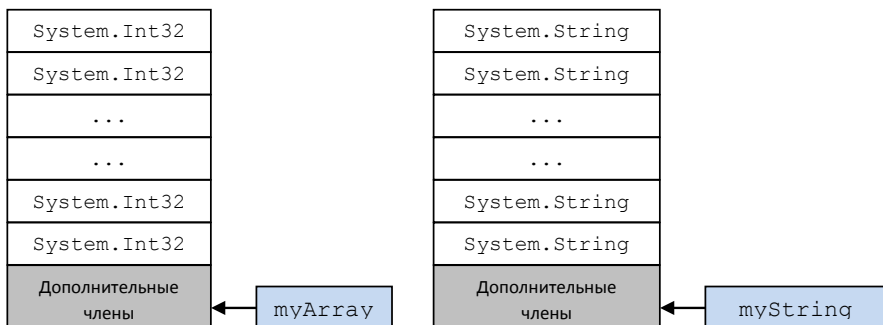 System.Int32
System.Int32
...
...
System.Int32
System.Int32
Дополнительные
члены
myArray
System.String
System.String
...
...
System.String
System.String
Дополнительные
члены
myString